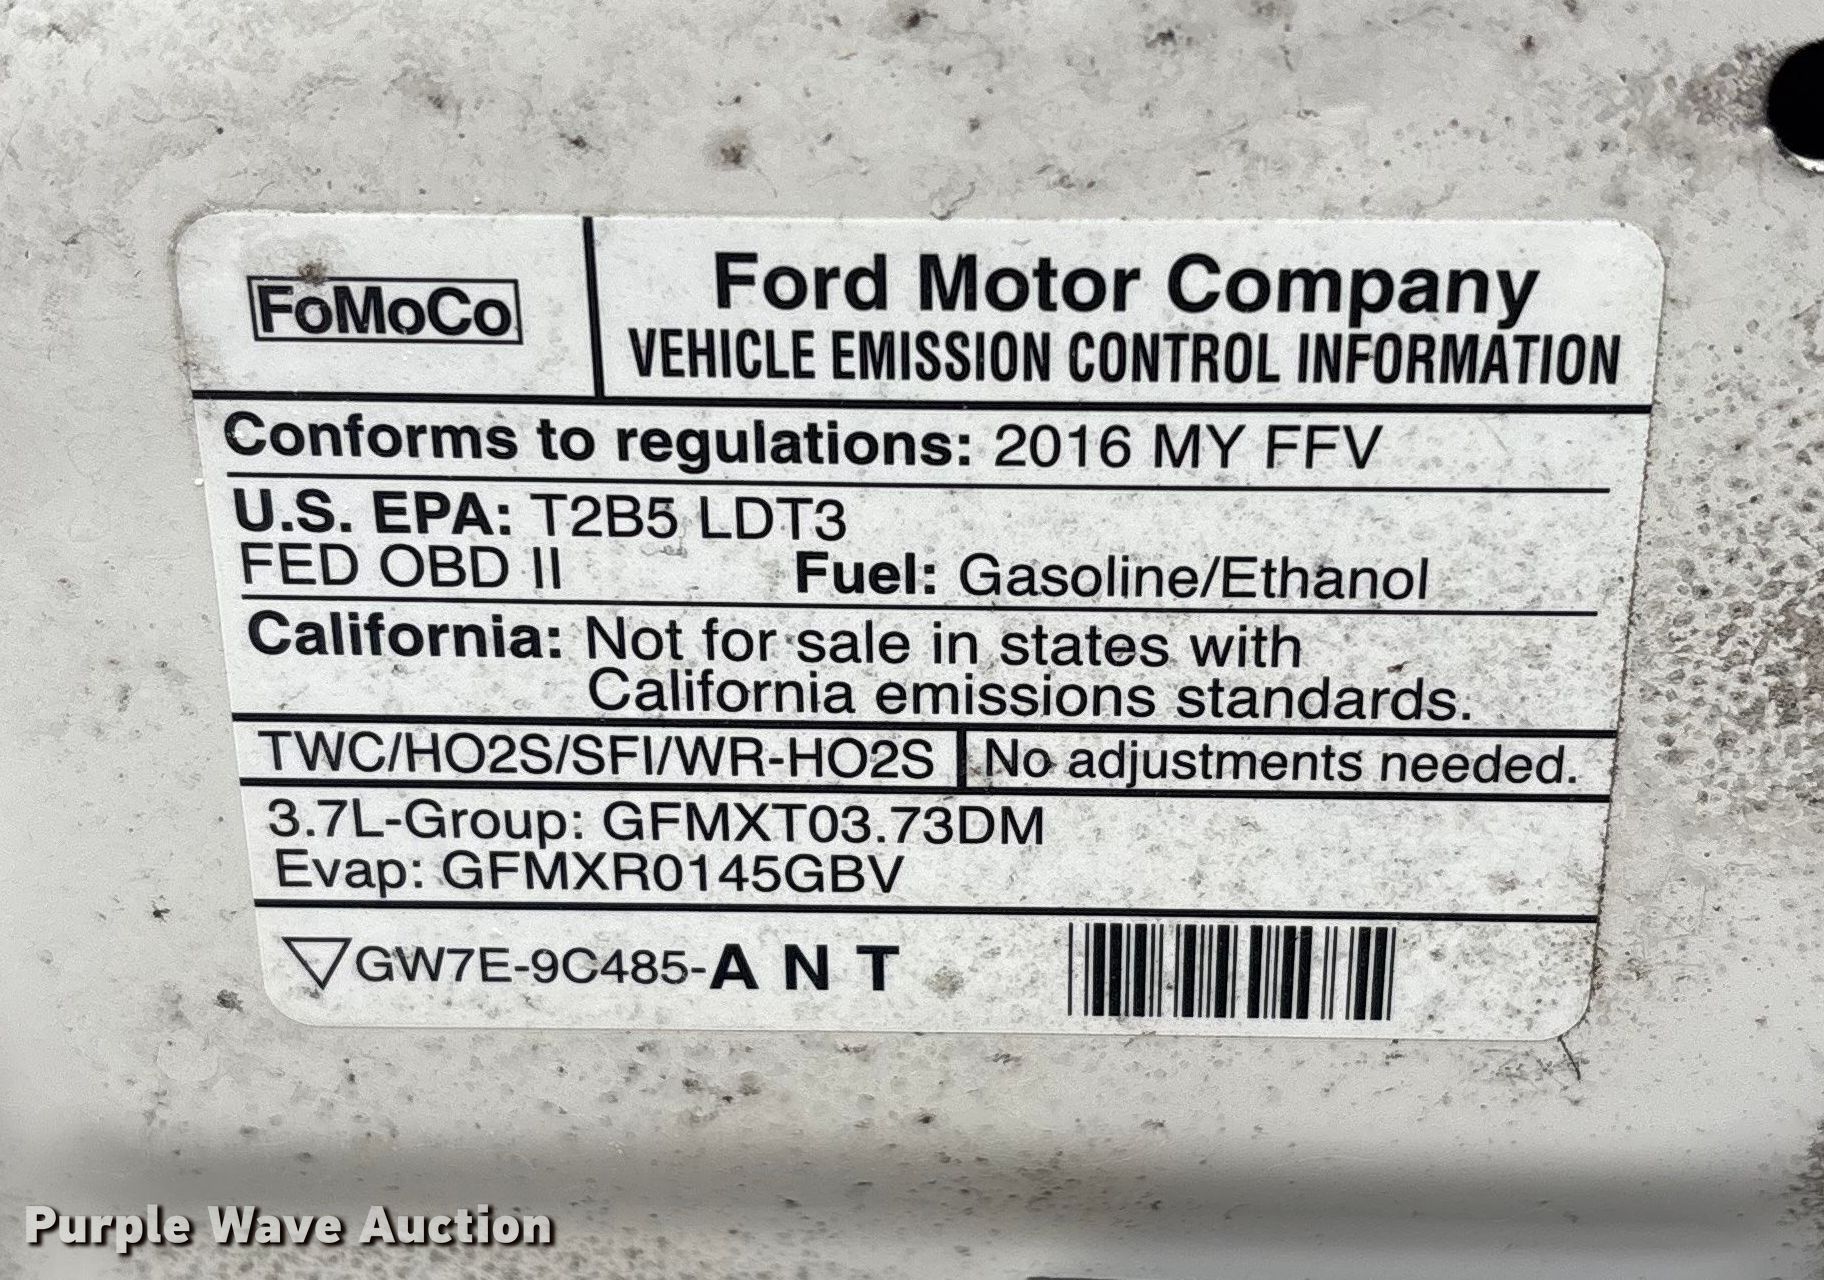 FoMoCo
Ford Motor Company
VEHICLE EMISSION CONTROL INFORMATION
Conforms to regulations: 2016 MY FFV
U.S. EPA: T2B5 LDT3
FED OBD II Fuel: Gasoline/Ethanol
California: Not for sale in states with
California emissions standards.
TWC/HO2S/SFI/WR-HO2S No adjustments needed.
3.7L-Group: GFMXT03.73DM
Evap: GFMXR0145GBV
GW7E-9C485-A N T
Purple Wave Auction